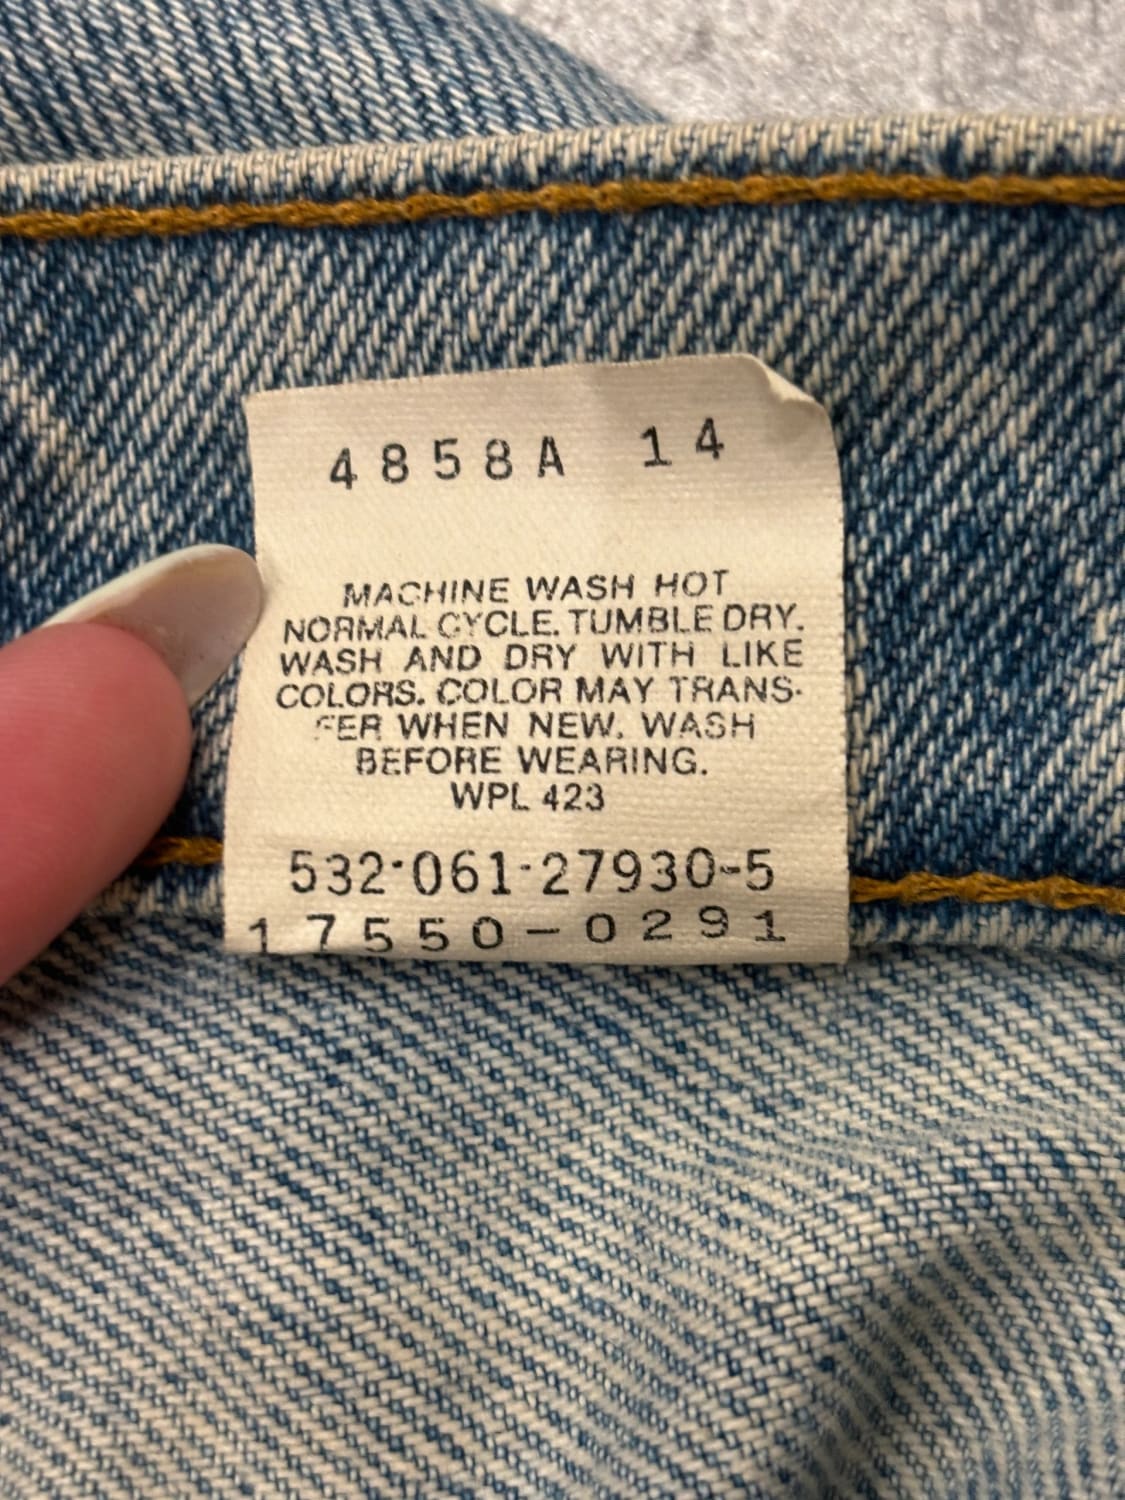 4858A 14
MACHINE WASH HOT
NORMAL CYCLE. TUMBLE DRY.
WASH AND DRY WITH LIKE
COLORS. COLOR MAY TRANS-
FER WHEN NEW. WASH
BEFORE WEARING.
WPL 423
532-061-27930-5
17550-0291